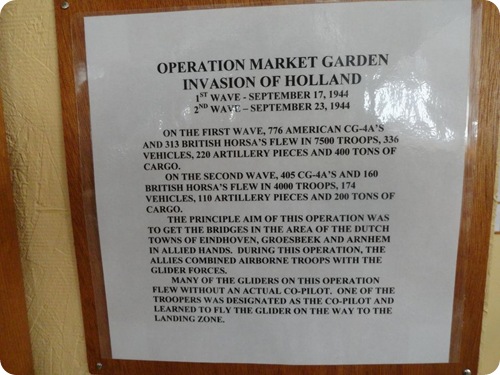 OPERATION MARKET GARDEN
INVASION OF HOLLAND
1ST WAVE - SEPTEMBER 17, 1944
2ND WAVE – SEPTEMBER 23, 1944
ON THE FIRST WAVE, 776 AMERICAN CG-4A'S
AND 313 BRITISH HORSA'S FLEW IN 7500 TROOPS, 336
VEHICLES, 220 ARTILLERY PIECES AND 400 TONS OF
CARGO.
ON THE SECOND WAVE, 405 CG-4A'S AND 160
BRITISH HORSA'S FLEW IN 4000 TROOPS, 174
VEHICLES, 110 ARTILLERY PIECES AND 200 TONS OF
CARGO.
THE PRINCIPLE AIM OF THIS OPERATION WAS
TO GET THE BRIDGES IN THE AREA OF THE DUTCH
TOWNS OF EINDHOVEN, GROESBEEK AND ARNHEM
IN ALLIED HANDS. DURING THIS OPERATION, THE
ALLIES COMBINED AIRBORNE TROOPS WITH THE
GLIDER FORCES.
MANY OF THE GLIDERS ON THIS OPERATION
FLEW WITHOUT AN ACTUAL CO-PILOT. ONE OF THE
TROOPERS WAS DESIGNATED AS THE CO-PILOT AND
LEARNED TO FLY THE GLIDER ON THE WAY TO THE
LANDING ZONE.